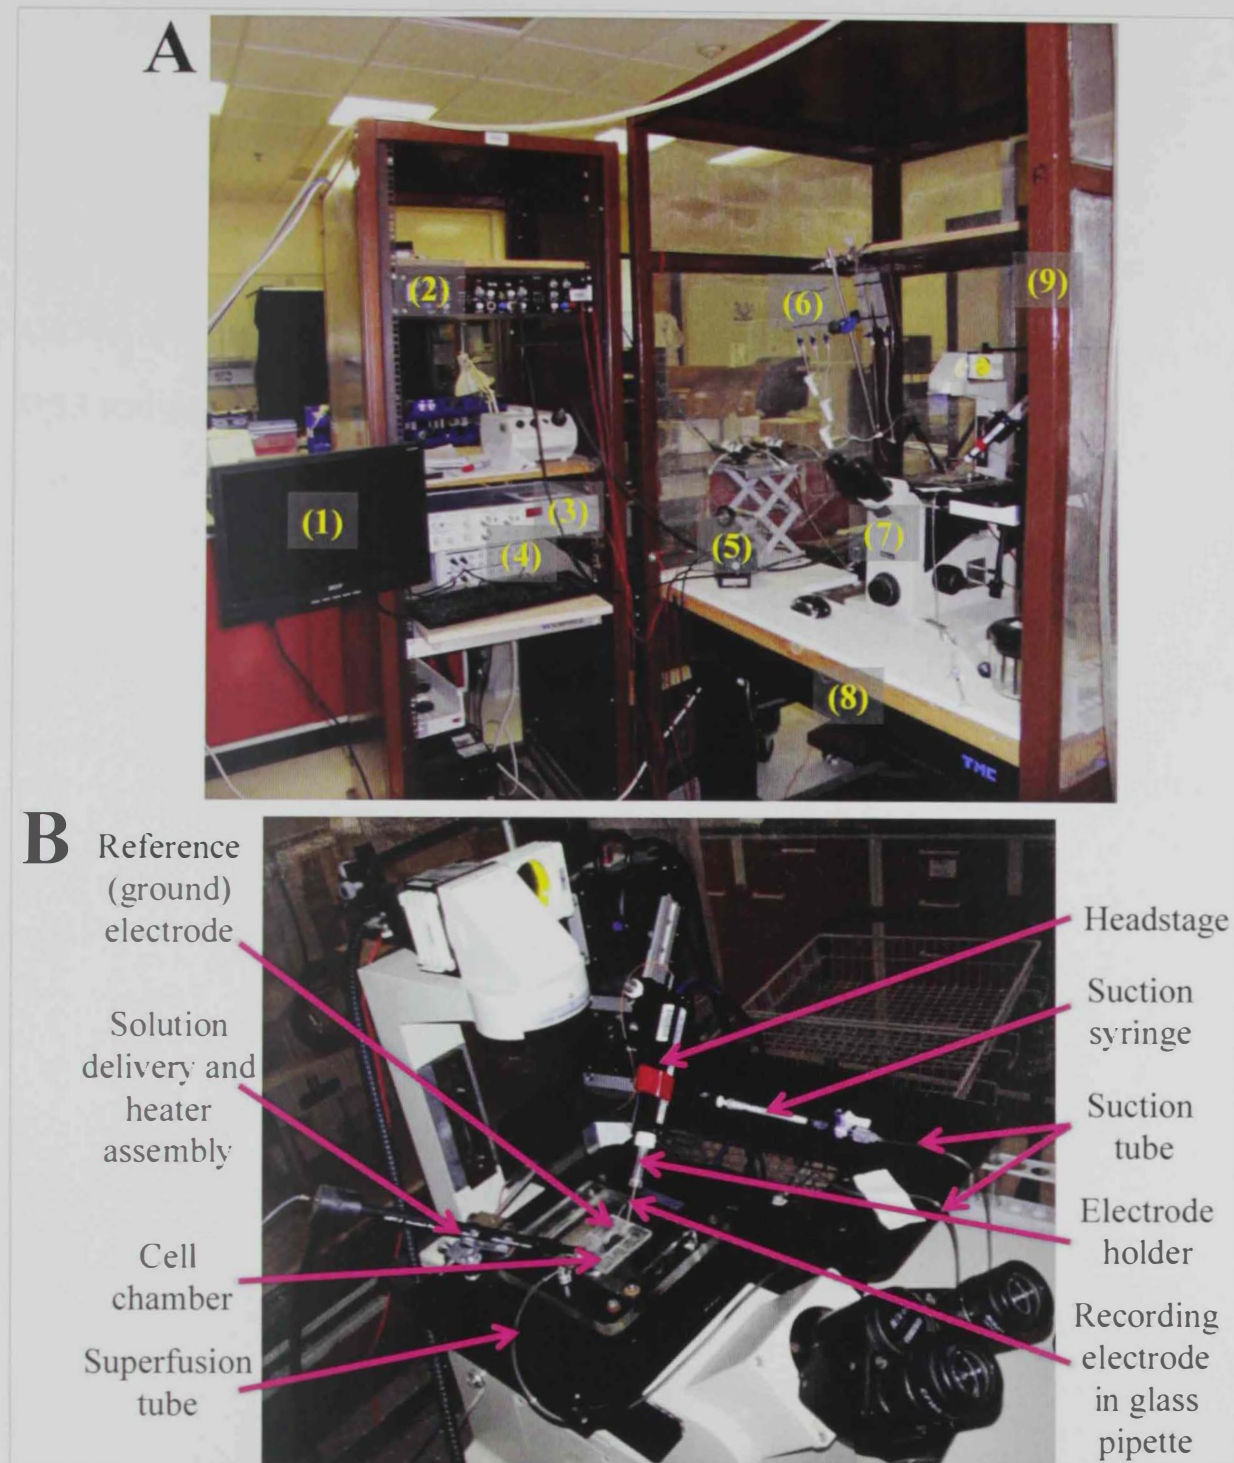 A
(1)
(2)
(3)
(4)
(5)
(6)
(7)
(8)
(9)
TMC
B
Reference
(ground)
electrode
Solution
delivery and
heater
assembly
Cell
chamber
Superfusion
tube
Headstage
Suction
syringe
Suction
tube
Electrode
holder
Recording
electrode
in glass
pipette